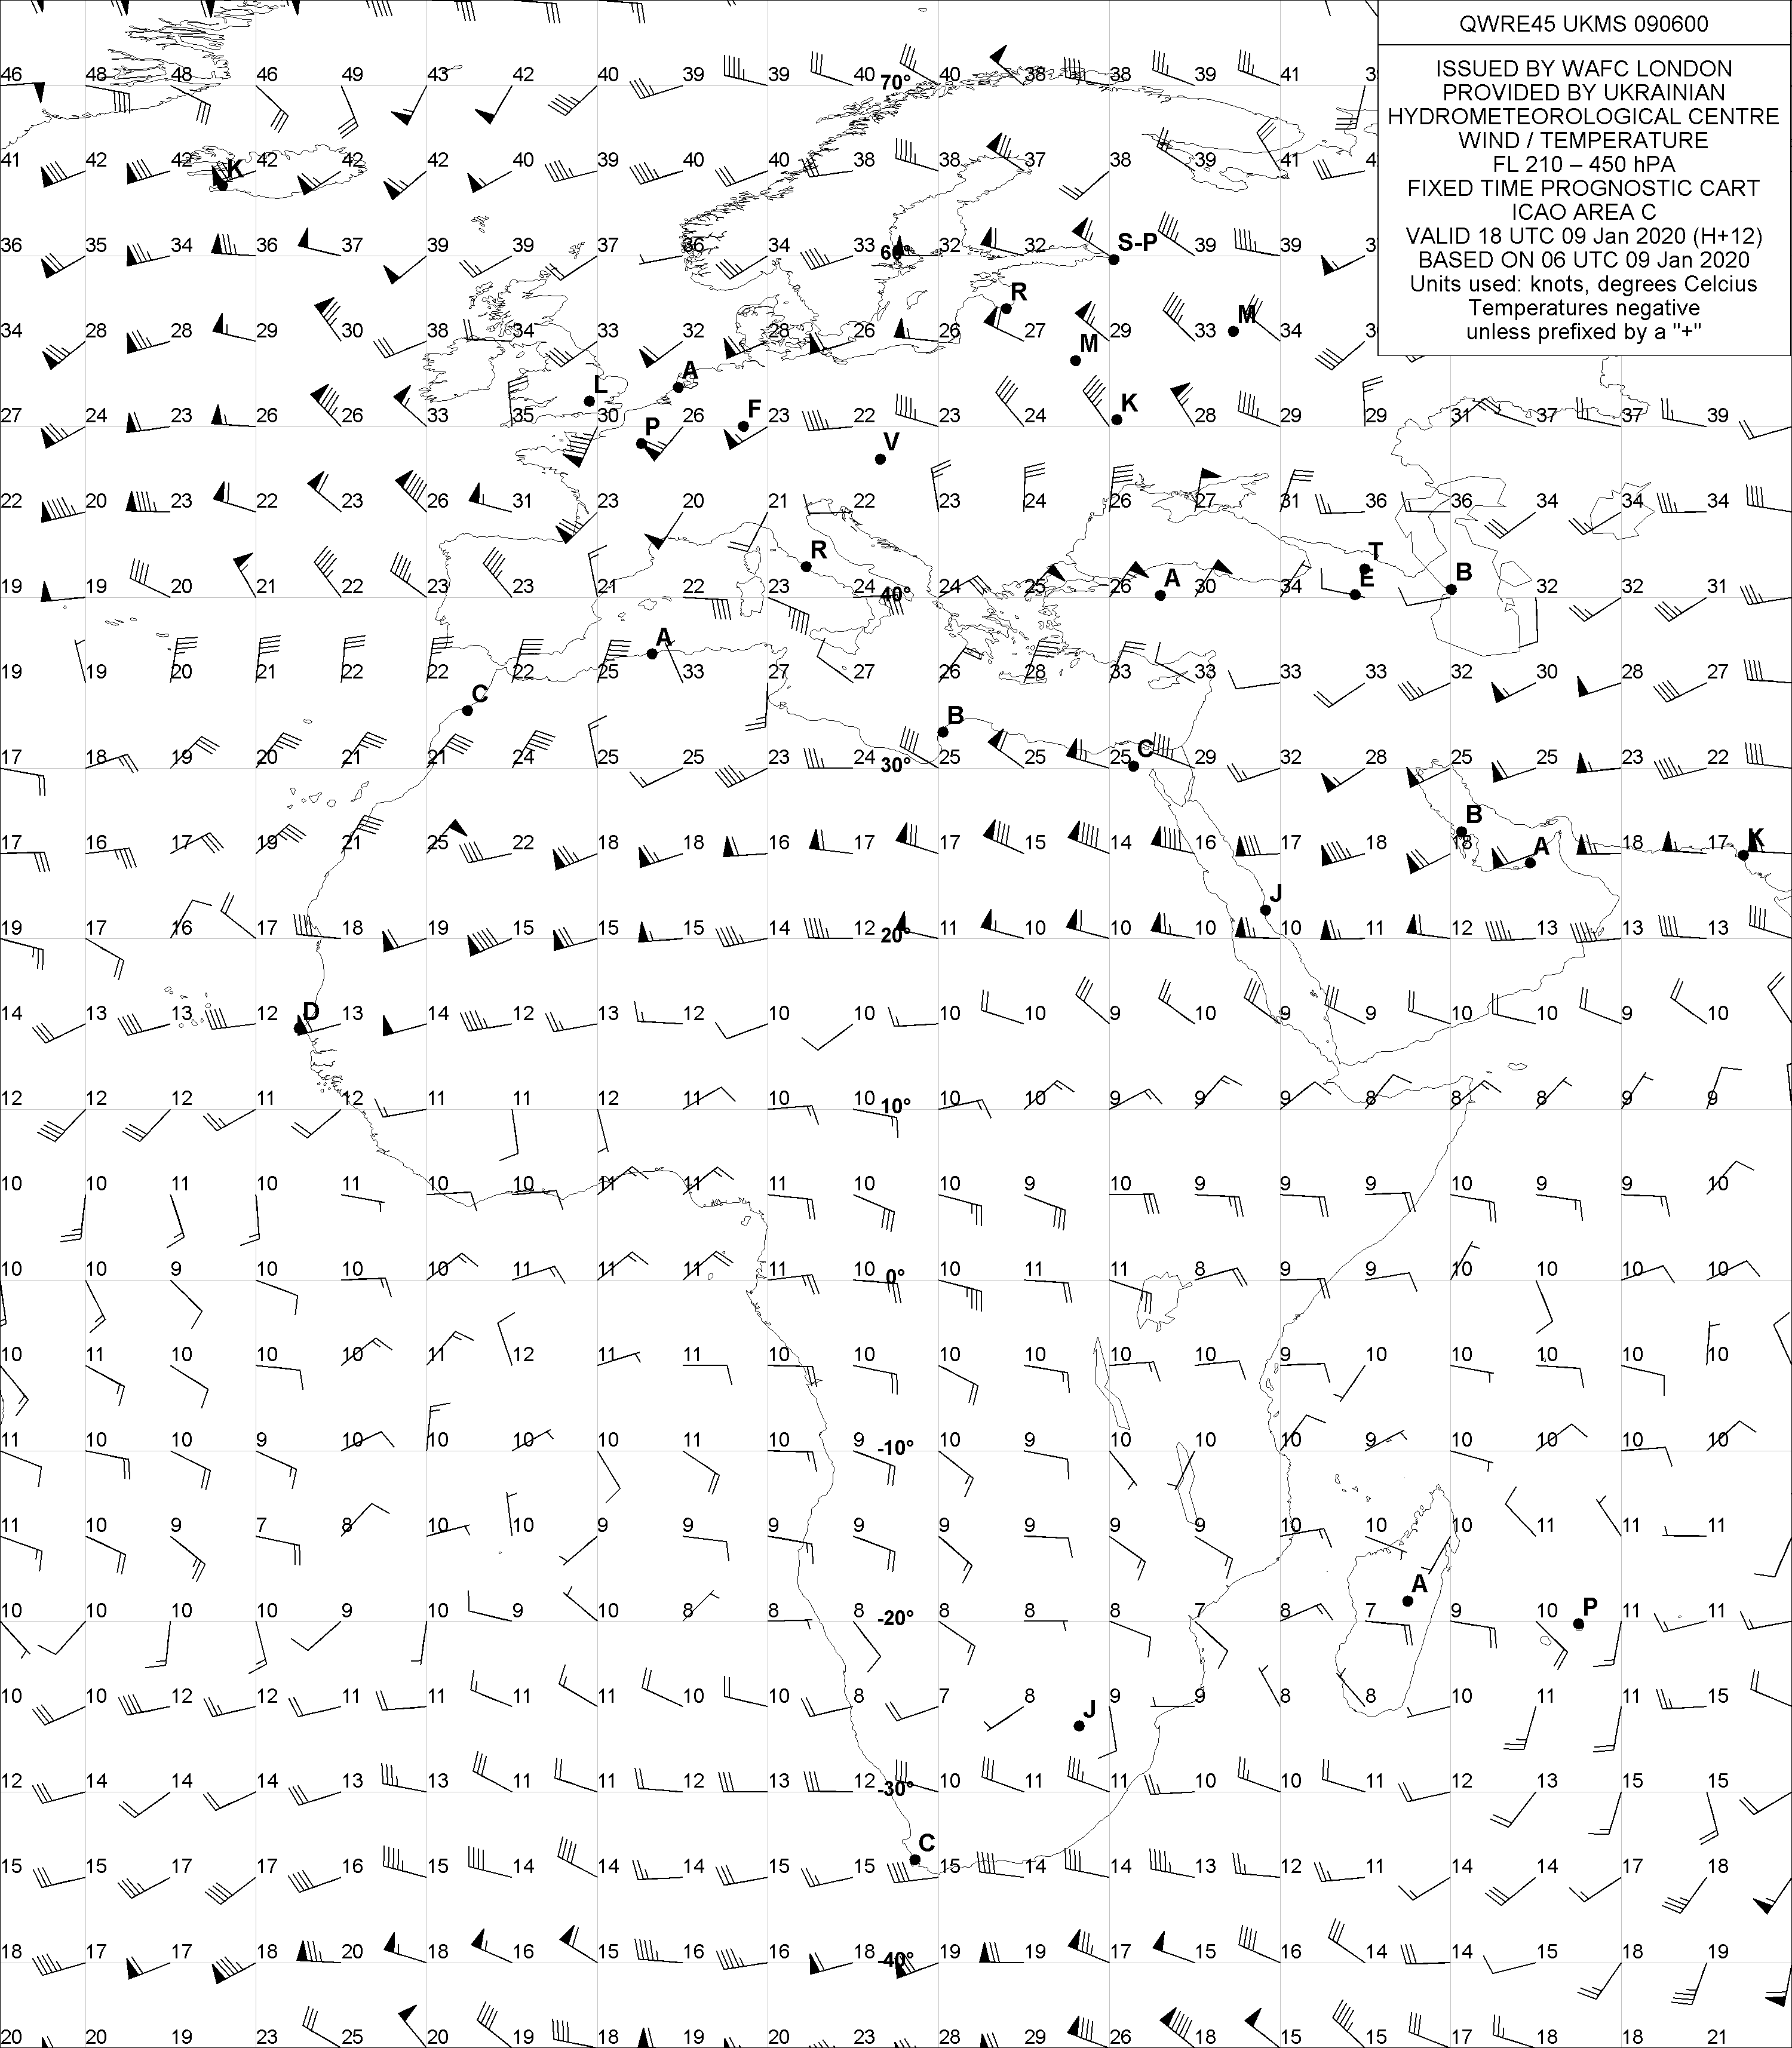 QWRE45 UKMS 090600
ISSUED BY WAFC LONDON
PROVIDED BY UKRAINIAN
HYDROMETEOROLOGICAL CENTRE
WIND / TEMPERATURE
FL 210 – 450 hPA
FIXED TIME PROGNOSTIC CART
ICAO AREA C
VALID 18 UTC 09 Jan 2020 (H+12)
BASED ON 06 UTC 09 Jan 2020
Units used: knots, degrees Celcius
Temperatures negative
unless prefixed by a "+"
46 48 48 46 49 43 42 40 39 39 40 70° 40 38 38 39 41
41 42 42 K 42 42 42 40 39 40 40 38 38 37 38 39 41
36 35 34 36 37 39 39 37 36 34 33 60° 32 32 S-P 39 39
R
34 28 28 29 30 38 34 33 32 28 26 26 27 29 33 M 34
M
A
L
27 24 23 26 26 33 35 30 P 26 F 23 22 23 24 K 28 29 29 31 37 37 39
V
22 20 23 22 23 26 31 23 20 21 22 23 24 26 27 31 36 36 34 34 34
R T
19 19 20 21 22 23 23 21 22 23 24 40° 24 25 25 A 30 34 E B 32 32 31
A
19 19 20 21 22 22 22 25 33 27 27 26 28 33 33 33 33 32 30 28 27
C
B
17 18 19 20 21 21 24 25 25 23 24 30° 25 25 25 C 29 32 28 25 25 23 22
B
17 16 17 19 21 25 22 18 18 16 17 17 15 14 16 17 18 18 A 18 17 K
J
19 17 16 17 18 19 15 15 15 14 12 20° 11 10 10 10 10 11 12 13 13 13
14 13 13 12 D 13 14 12 13 12 10 10 10 10 9 10 9 9 10 10 9 10
12 12 12 11 12 11 11 12 11 10 10 10° 10 10 9 9 9 8 8 8 9 9
10 10 11 10 11 10 10 11 11 11 10 10 9 10 9 9 9 10 9 9 10
10 10 9 10 10 10 11 11 11 11 10 0° 10 11 11 8 9 9 10 10 10 10
10 11 10 10 10 11 12 11 11 10 10 10 10 10 10 9 10 10 10 10 10
11 10 10 9 10 10 10 10 11 10 9 -10° 10 9 10 10 10 9 10 10 10 10
11 10 9 7 8 10 10 9 9 9 9 9 9 9 9 10 10 10 11 11 11
A
10 10 10 10 9 10 9 10 8 8 8 -20° 8 8 8 7 8 7 9 10 P 11 11
10 10 12 12 11 11 11 11 10 10 8 7 8 J 9 9 8 8 10 11 11 15
12 14 14 14 13 13 11 11 12 13 12 -30° 10 11 11 10 10 11 12 13 15 15
C
15 15 17 17 16 15 14 14 14 15 15 15 14 14 13 12 11 14 14 17 18
18 17 17 18 20 18 16 15 16 16 18 -40° 19 19 17 15 16 14 14 15 18 19
20 20 19 23 25 20 19 18 19 20 23 28 29 26 18 15 15 17 18 18 21